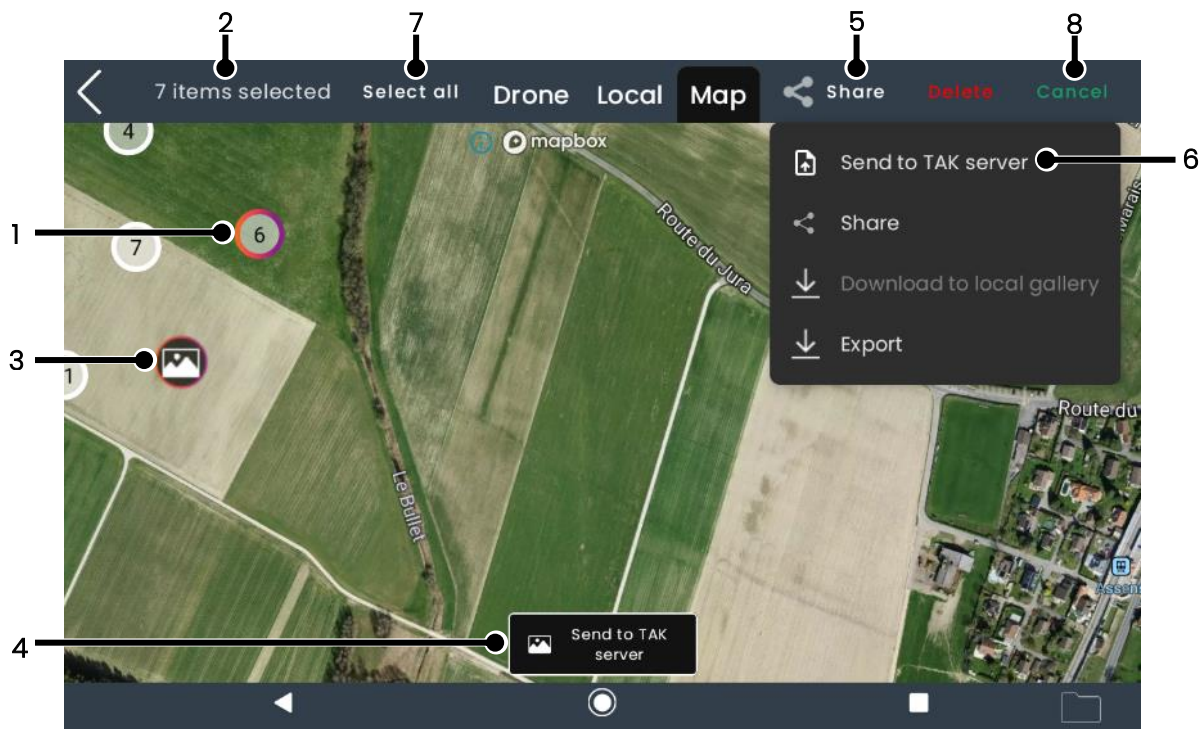 2
7
5
8
7 items selected
Select all
Drone
Local
Map
Share
Delete
Cancel
4
mapbox
Send to TAK server
6
Share
Download to local gallery
Export
1
6
7
Route du Jura
Marais
3
1
Route du
Le Bullet
Assens
4
Send to TAK
server